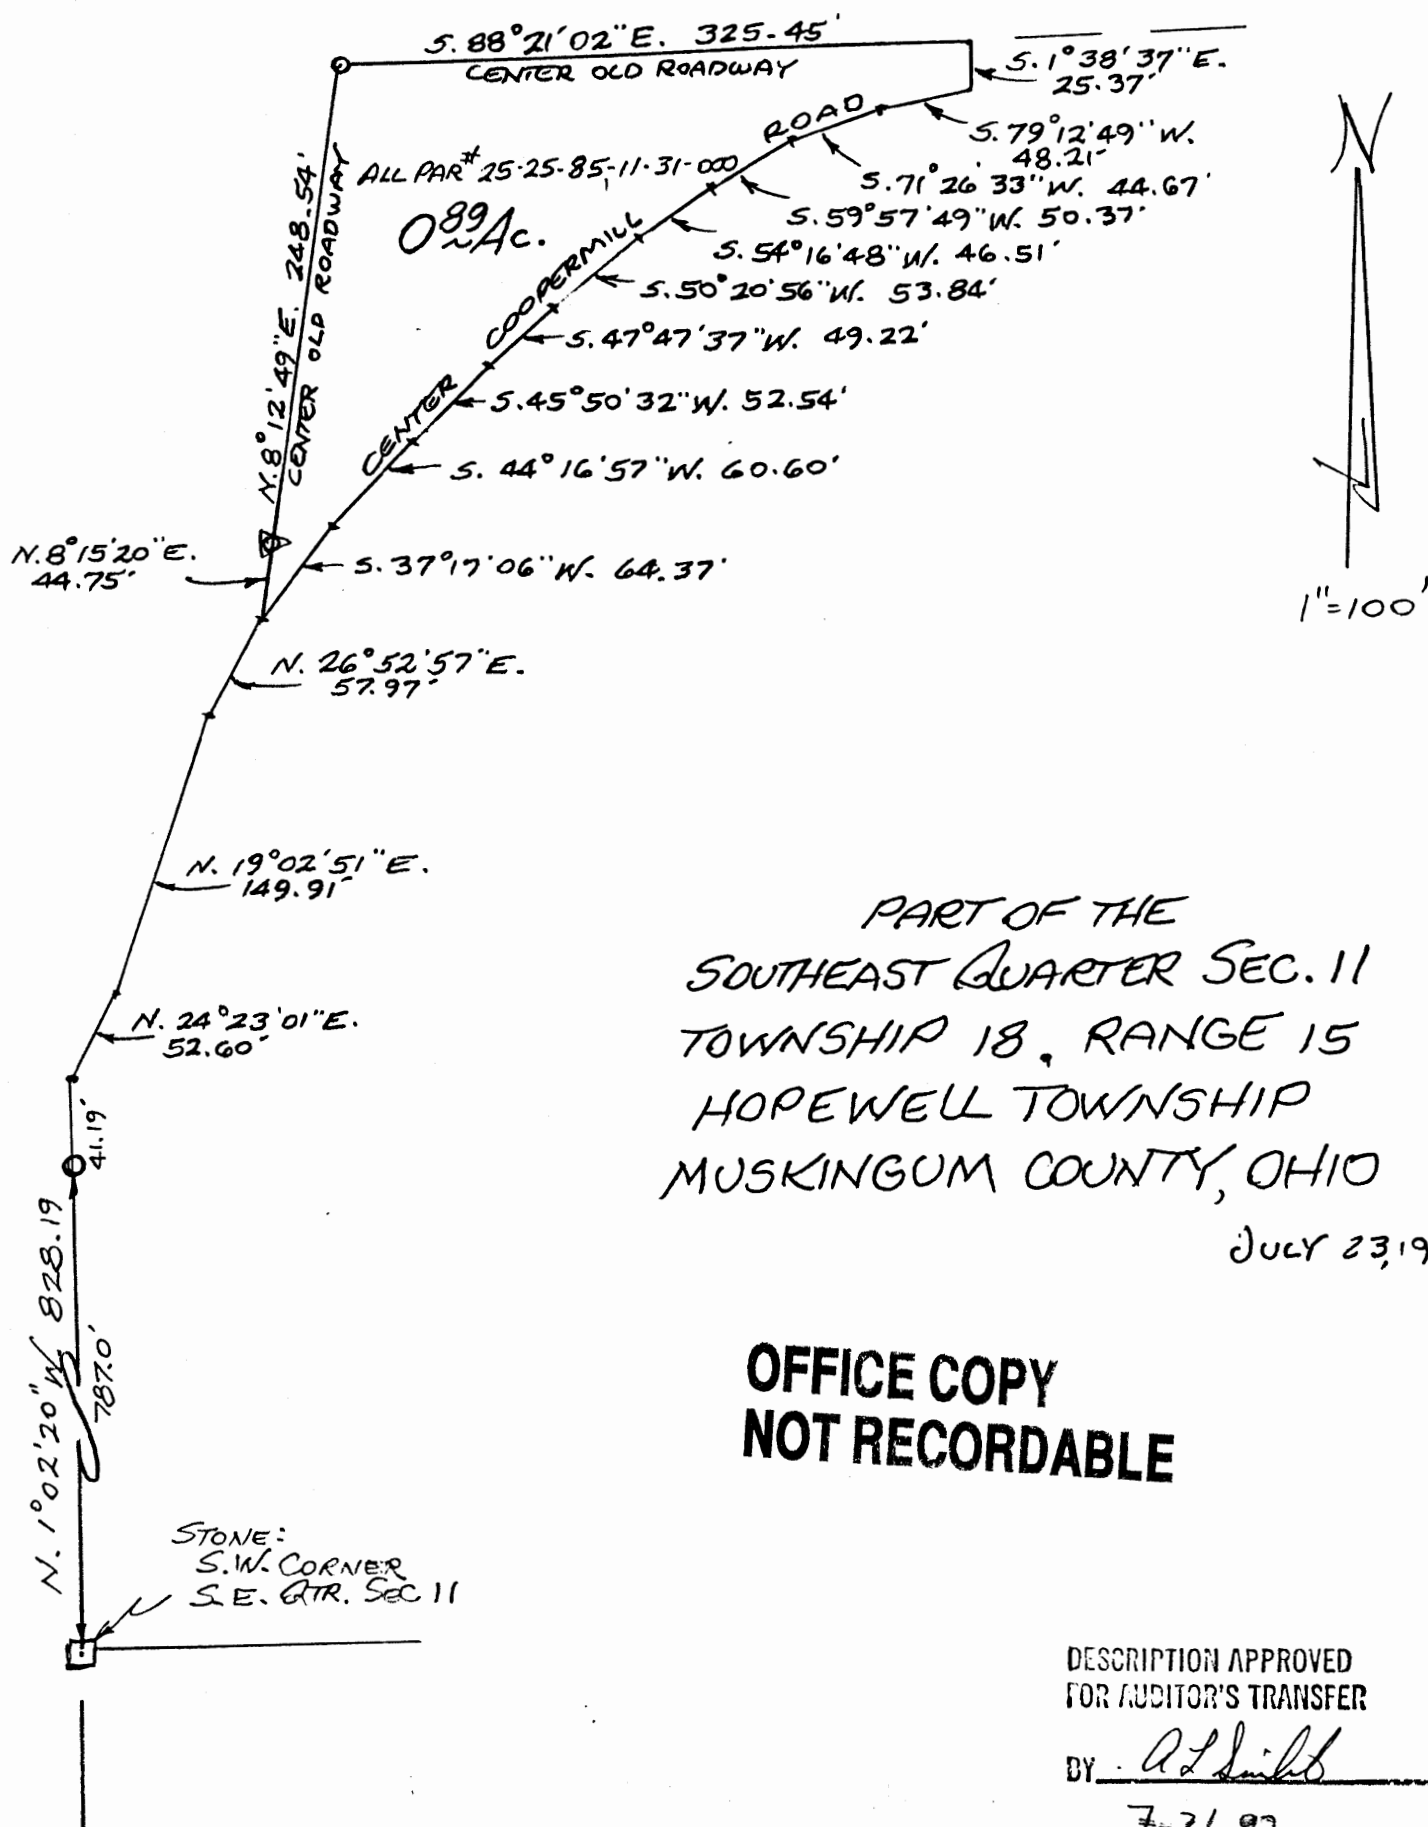 S. 88°21'02"E. 325.45'
CENTER OLD ROADWAY
S. 1°38'37"E.
25.37'
S. 79°12'49"W.
48.21'
S. 71°26 33"W. 44.67'
S. 59°57'49"W. 50.37'
S. 54°16'48"W. 46.51'
S. 50°20'56"W. 53.84'
S. 47°47'37"W. 49.22'
S. 45°50'32"W. 52.54'
S. 44°16'57"W. 60.60'
S. 37°17'06"W. 64.37'
CENTER COOPERMILL ROAD
ALL PAR# 25-25-85-11-31-000
0.89 Ac.
N. 8°12'49"E. 248.54'
CENTER OLD ROADWAY
N. 8°15'20"E.
44.75'
N
1"=100'
N. 26°52'57"E.
57.97'
N. 19°02'51"E.
149.91'
N. 24°23'01"E.
52.60'
41.19'
N. 1°02'20"W 828.19
787.0'
PART OF THE
SOUTHEAST QUARTER SEC. 11
TOWNSHIP 18, RANGE 15
HOPEWELL TOWNSHIP
MUSKINGUM COUNTY, OHIO
JULY 23, 19
OFFICE COPY
NOT RECORDABLE
STONE:
S.W. CORNER
S.E. QTR. SEC 11
DESCRIPTION APPROVED
FOR AUDITOR'S TRANSFER
BY